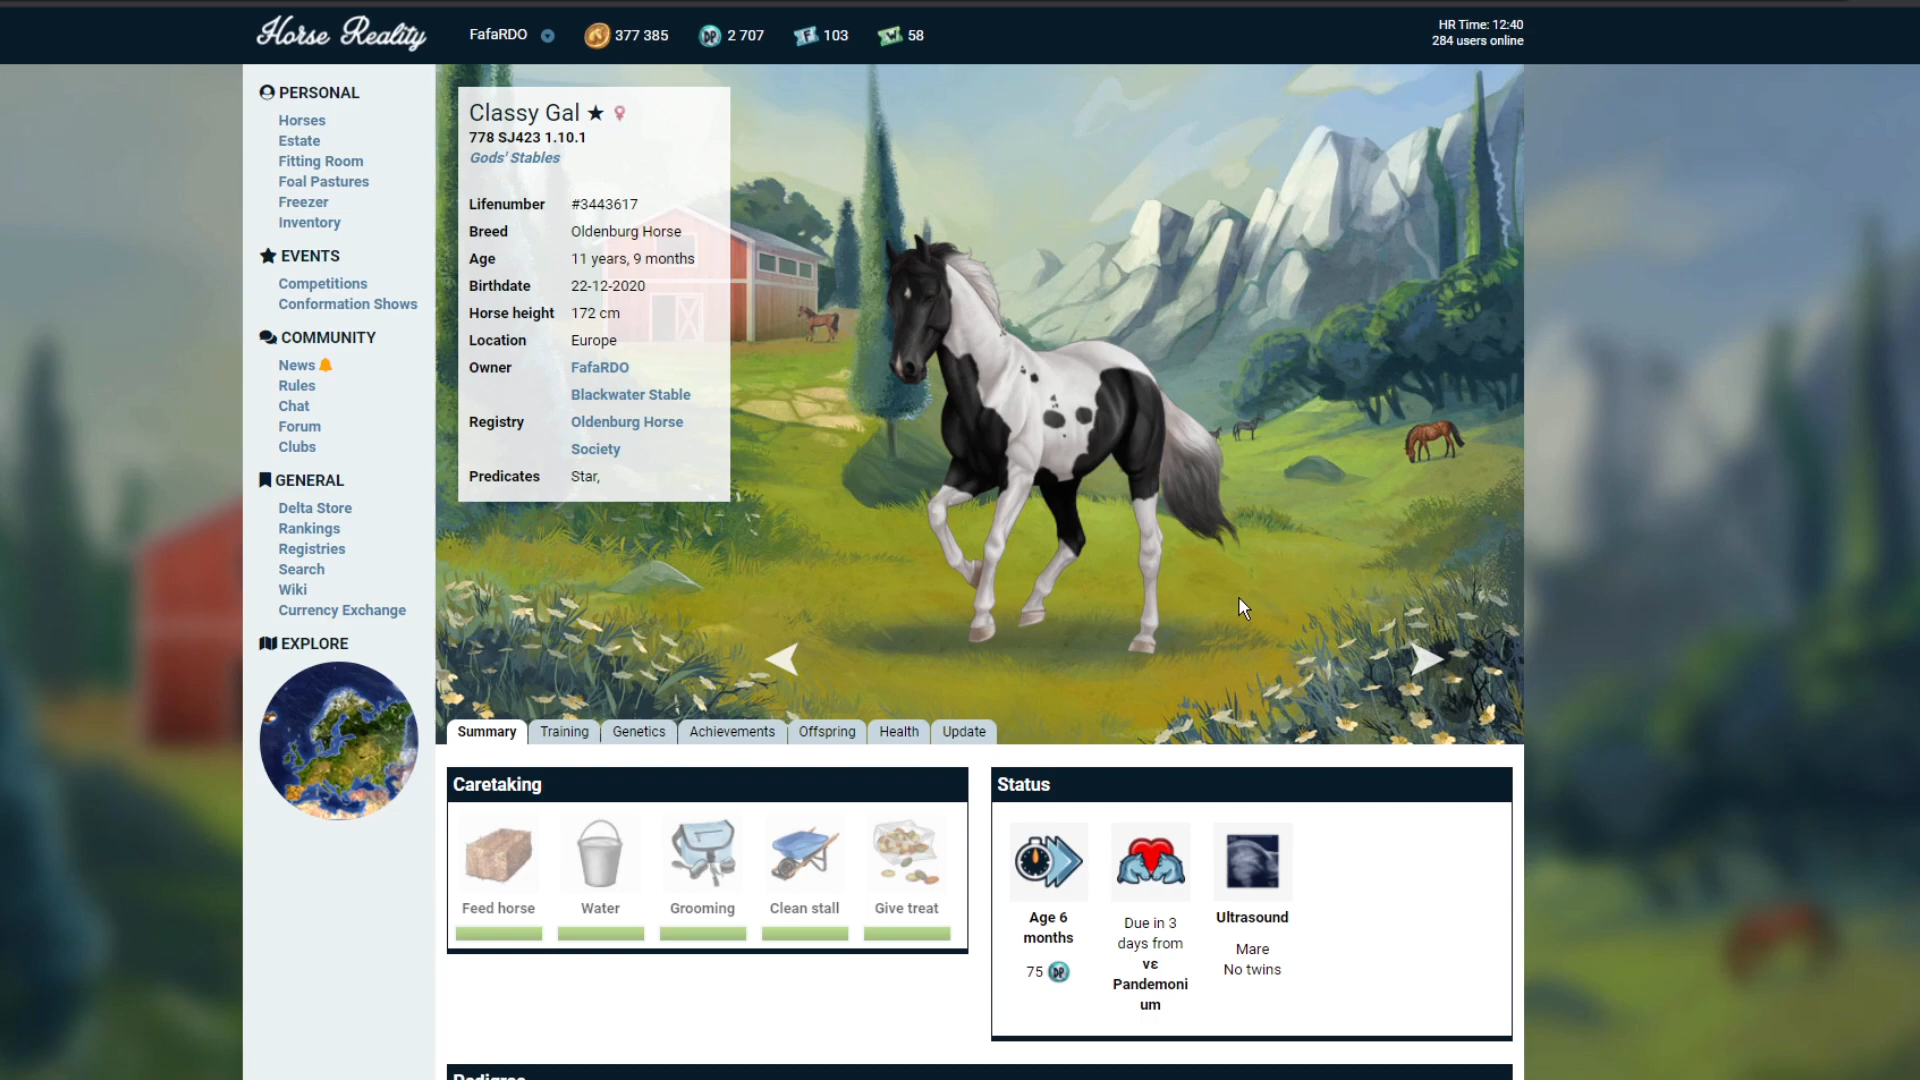 Horse Reality
FafaRDO
377 385
DP
2 707
F
103
W
58
HR Time: 12:40
284 users online
PERSONAL
Horses
Estate
Fitting Room
Foal Pastures
Freezer
Inventory
EVENTS
Competitions
Conformation Shows
COMMUNITY
News
Rules
Chat
Forum
Clubs
GENERAL
Delta Store
Rankings
Registries
Search
Wiki
Currency Exchange
EXPLORE
Classy Gal
778 SJ423 1.10.1
Gods' Stables
Lifenumber #3443617
Breed Oldenburg Horse
Age 11 years, 9 months
Birthdate 22-12-2020
Horse height 172 cm
Location Europe
Owner FafaRDO
Blackwater Stable
Registry Oldenburg Horse
Society
Predicates Star,
Summary Training Genetics Achievements Offspring Health Update
Caretaking
Feed horse Water Grooming Clean stall Give treat
Status
Age 6
months
75 DP
Due in 3
days from
vε
Pandemoni
um
Ultrasound
Mare
No twins
Pedigree